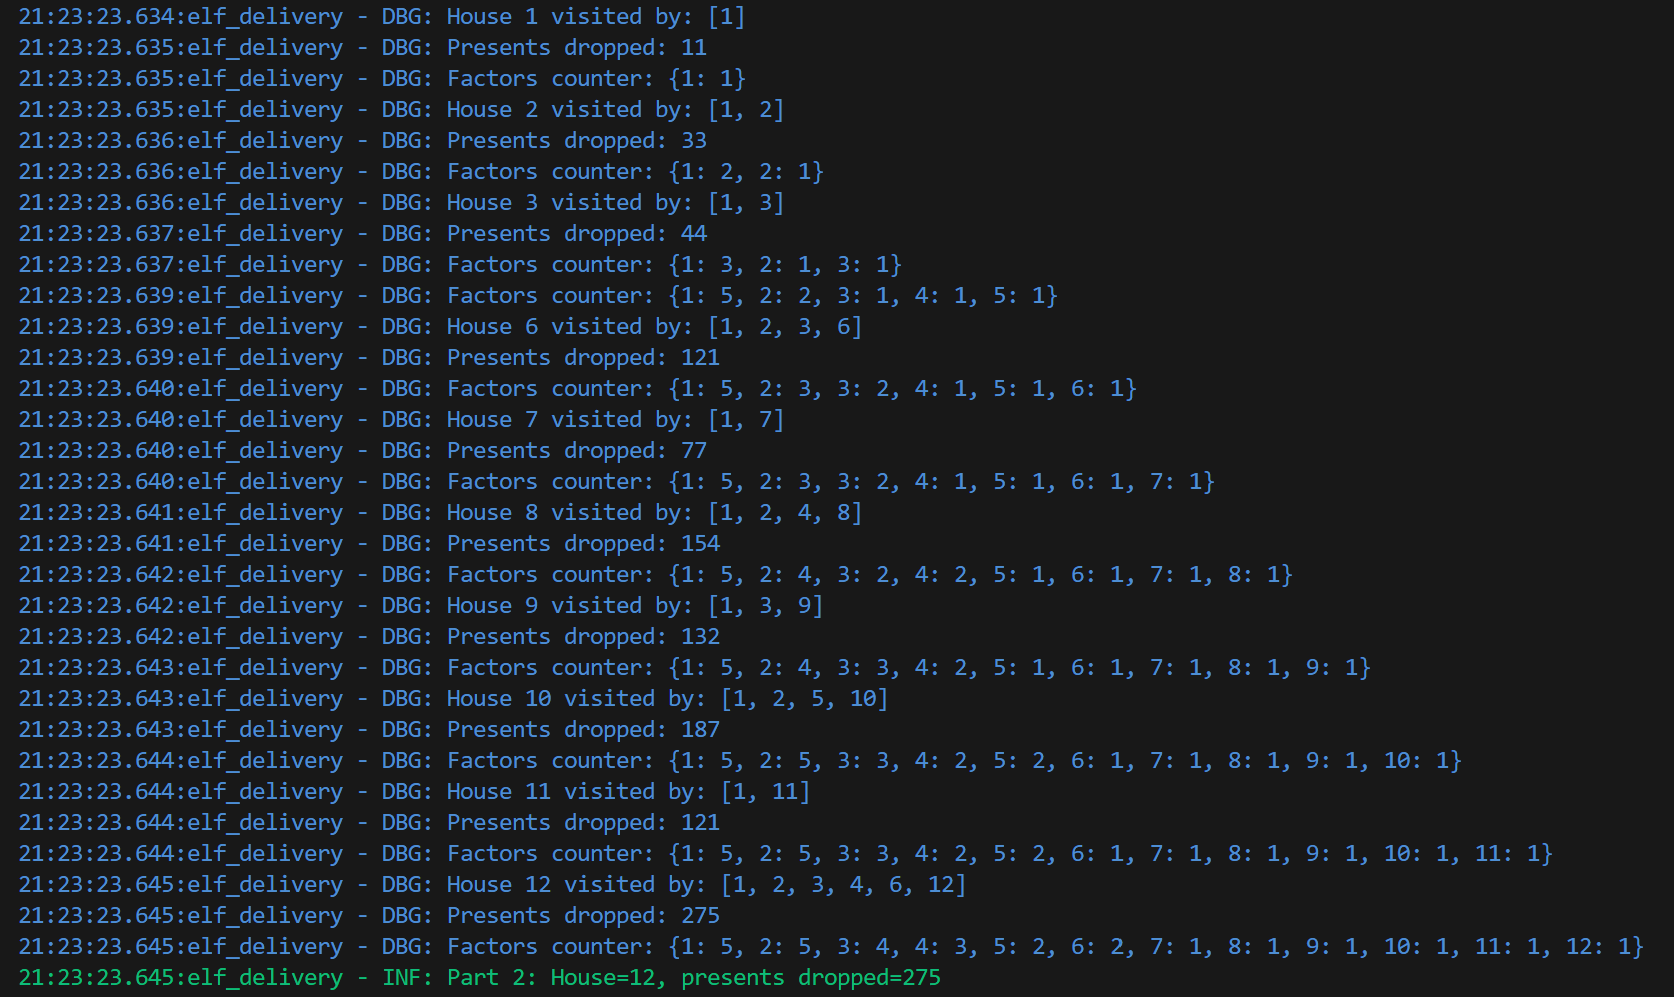 21:23:23.634:elf_delivery - DBG: House 1 visited by: [1]
21:23:23.635:elf_delivery - DBG: Presents dropped: 11
21:23:23.635:elf_delivery - DBG: Factors counter: {1: 1}
21:23:23.635:elf_delivery - DBG: House 2 visited by: [1, 2]
21:23:23.636:elf_delivery - DBG: Presents dropped: 33
21:23:23.636:elf_delivery - DBG: Factors counter: {1: 2, 2: 1}
21:23:23.636:elf_delivery - DBG: House 3 visited by: [1, 3]
21:23:23.637:elf_delivery - DBG: Presents dropped: 44
21:23:23.637:elf_delivery - DBG: Factors counter: {1: 3, 2: 1, 3: 1}
21:23:23.639:elf_delivery - DBG: Factors counter: {1: 5, 2: 2, 3: 1, 4: 1, 5: 1}
21:23:23.639:elf_delivery - DBG: House 6 visited by: [1, 2, 3, 6]
21:23:23.639:elf_delivery - DBG: Presents dropped: 121
21:23:23.640:elf_delivery - DBG: Factors counter: {1: 5, 2: 3, 3: 2, 4: 1, 5: 1, 6: 1}
21:23:23.640:elf_delivery - DBG: House 7 visited by: [1, 7]
21:23:23.640:elf_delivery - DBG: Presents dropped: 77
21:23:23.640:elf_delivery - DBG: Factors counter: {1: 5, 2: 3, 3: 2, 4: 1, 5: 1, 6: 1, 7: 1}
21:23:23.641:elf_delivery - DBG: House 8 visited by: [1, 2, 4, 8]
21:23:23.641:elf_delivery - DBG: Presents dropped: 154
21:23:23.642:elf_delivery - DBG: Factors counter: {1: 5, 2: 4, 3: 2, 4: 2, 5: 1, 6: 1, 7: 1, 8: 1}
21:23:23.642:elf_delivery - DBG: House 9 visited by: [1, 3, 9]
21:23:23.642:elf_delivery - DBG: Presents dropped: 132
21:23:23.643:elf_delivery - DBG: Factors counter: {1: 5, 2: 4, 3: 3, 4: 2, 5: 1, 6: 1, 7: 1, 8: 1, 9: 1}
21:23:23.643:elf_delivery - DBG: House 10 visited by: [1, 2, 5, 10]
21:23:23.643:elf_delivery - DBG: Presents dropped: 187
21:23:23.644:elf_delivery - DBG: Factors counter: {1: 5, 2: 5, 3: 3, 4: 2, 5: 2, 6: 1, 7: 1, 8: 1, 9: 1, 10: 1}
21:23:23.644:elf_delivery - DBG: House 11 visited by: [1, 11]
21:23:23.644:elf_delivery - DBG: Presents dropped: 121
21:23:23.644:elf_delivery - DBG: Factors counter: {1: 5, 2: 5, 3: 3, 4: 2, 5: 2, 6: 1, 7: 1, 8: 1, 9: 1, 10: 1, 11: 1}
21:23:23.645:elf_delivery - DBG: House 12 visited by: [1, 2, 3, 4, 6, 12]
21:23:23.645:elf_delivery - DBG: Presents dropped: 275
21:23:23.645:elf_delivery - DBG: Factors counter: {1: 5, 2: 5, 3: 4, 4: 3, 5: 2, 6: 2, 7: 1, 8: 1, 9: 1, 10: 1, 11: 1, 12: 1}
21:23:23.645:elf_delivery - INF: Part 2: House=12, presents dropped=275